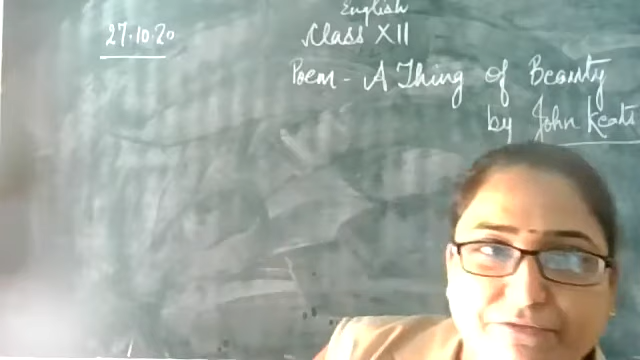 27.10.20
English
Class XII
Poem - A Thing of Beauty
by John Keats